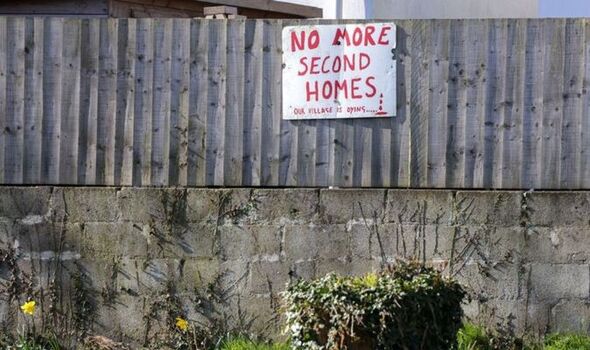 NO MORE
SECOND
HOMES
OUR VILLAGE IS DYING.....